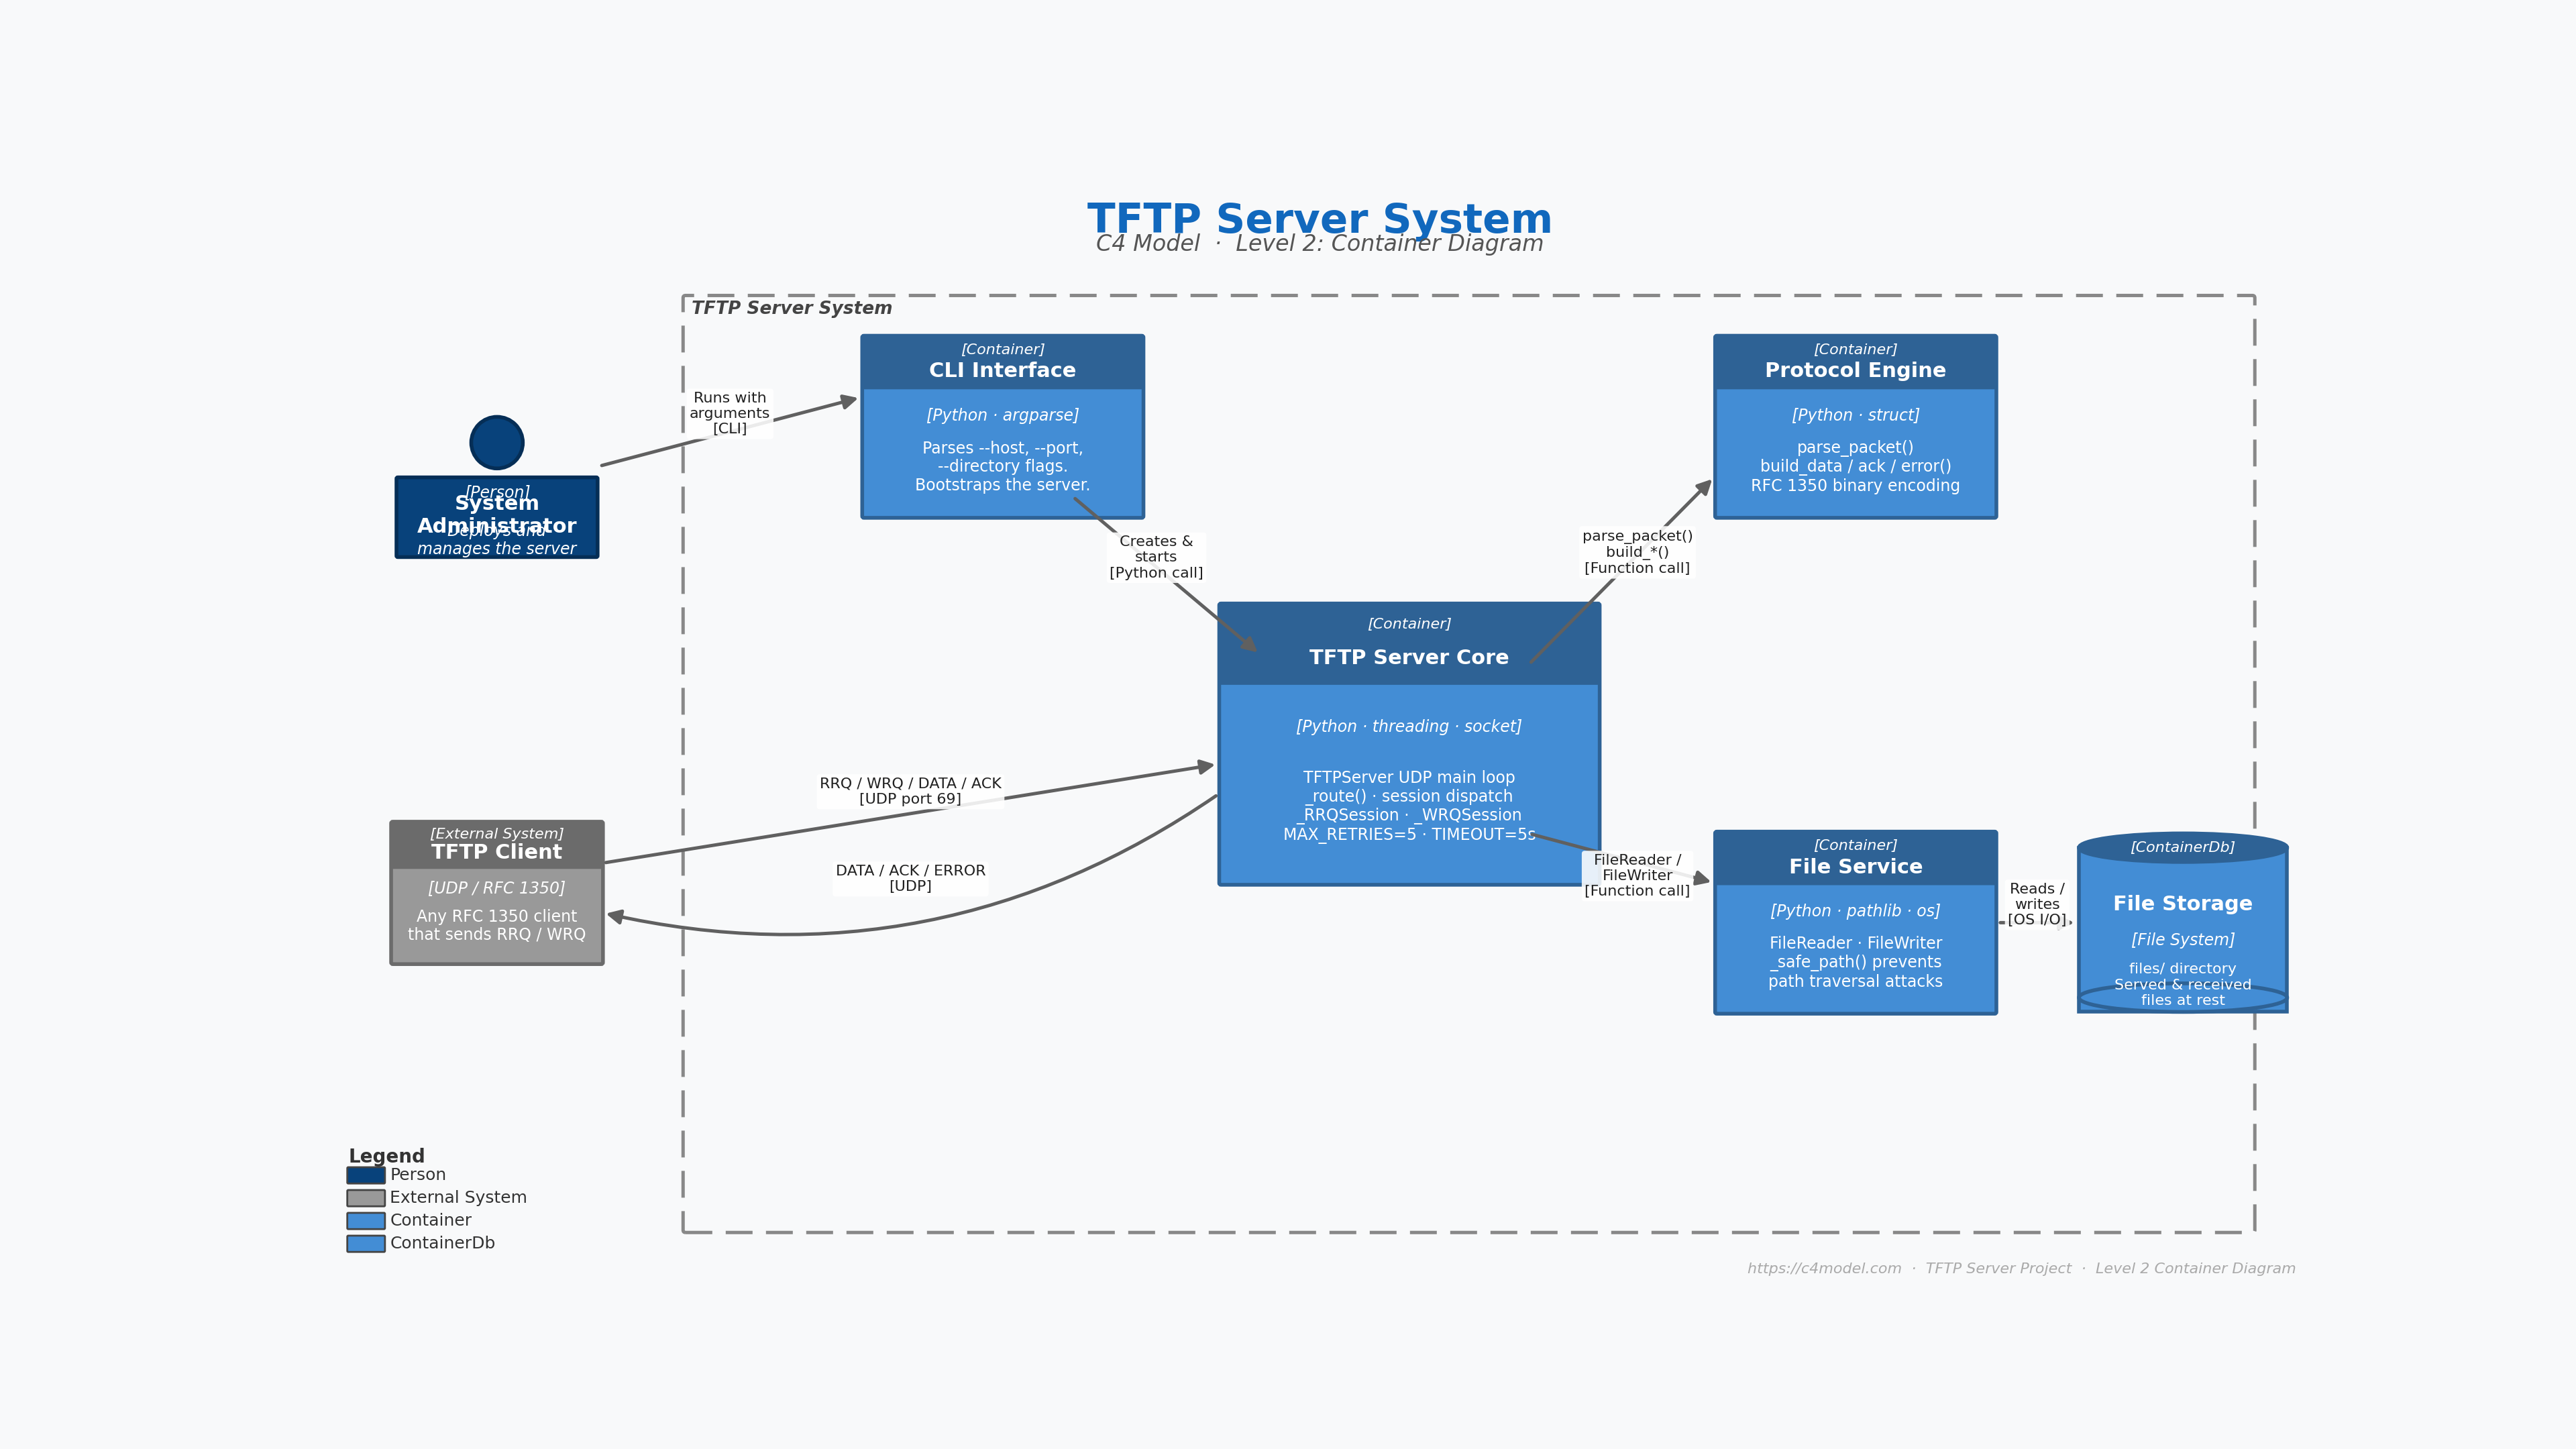 TFTP Server System
C4 Model · Level 2: Container Diagram
TFTP Server System
[Container]
CLI Interface
[Python · argparse]
Parses --host, --port,
--directory flags.
Bootstraps the server.
[Container]
Protocol Engine
[Python · struct]
parse_packet()
build_data / ack / error()
RFC 1350 binary encoding
Runs with
arguments
[CLI]
[Person]
System
Administrator
Deploys and
manages the server
Creates &
starts
[Python call]
parse_packet()
build_*()
[Function call]
[Container]
TFTP Server Core
[Python · threading · socket]
TFTPServer UDP main loop
_route() · session dispatch
_RRQSession · _WRQSession
MAX_RETRIES=5 · TIMEOUT=5s
RRQ / WRQ / DATA / ACK
[UDP port 69]
DATA / ACK / ERROR
[UDP]
[External System]
TFTP Client
[UDP / RFC 1350]
Any RFC 1350 client
that sends RRQ / WRQ
FileReader /
FileWriter
[Function call]
[Container]
File Service
[Python · pathlib · os]
FileReader · FileWriter
_safe_path() prevents
path traversal attacks
Reads /
writes
[OS I/O]
[ContainerDb]
File Storage
[File System]
files/ directory
Served & received
files at rest
Legend
Person
External System
Container
ContainerDb
https://c4model.com · TFTP Server Project · Level 2 Container Diagram